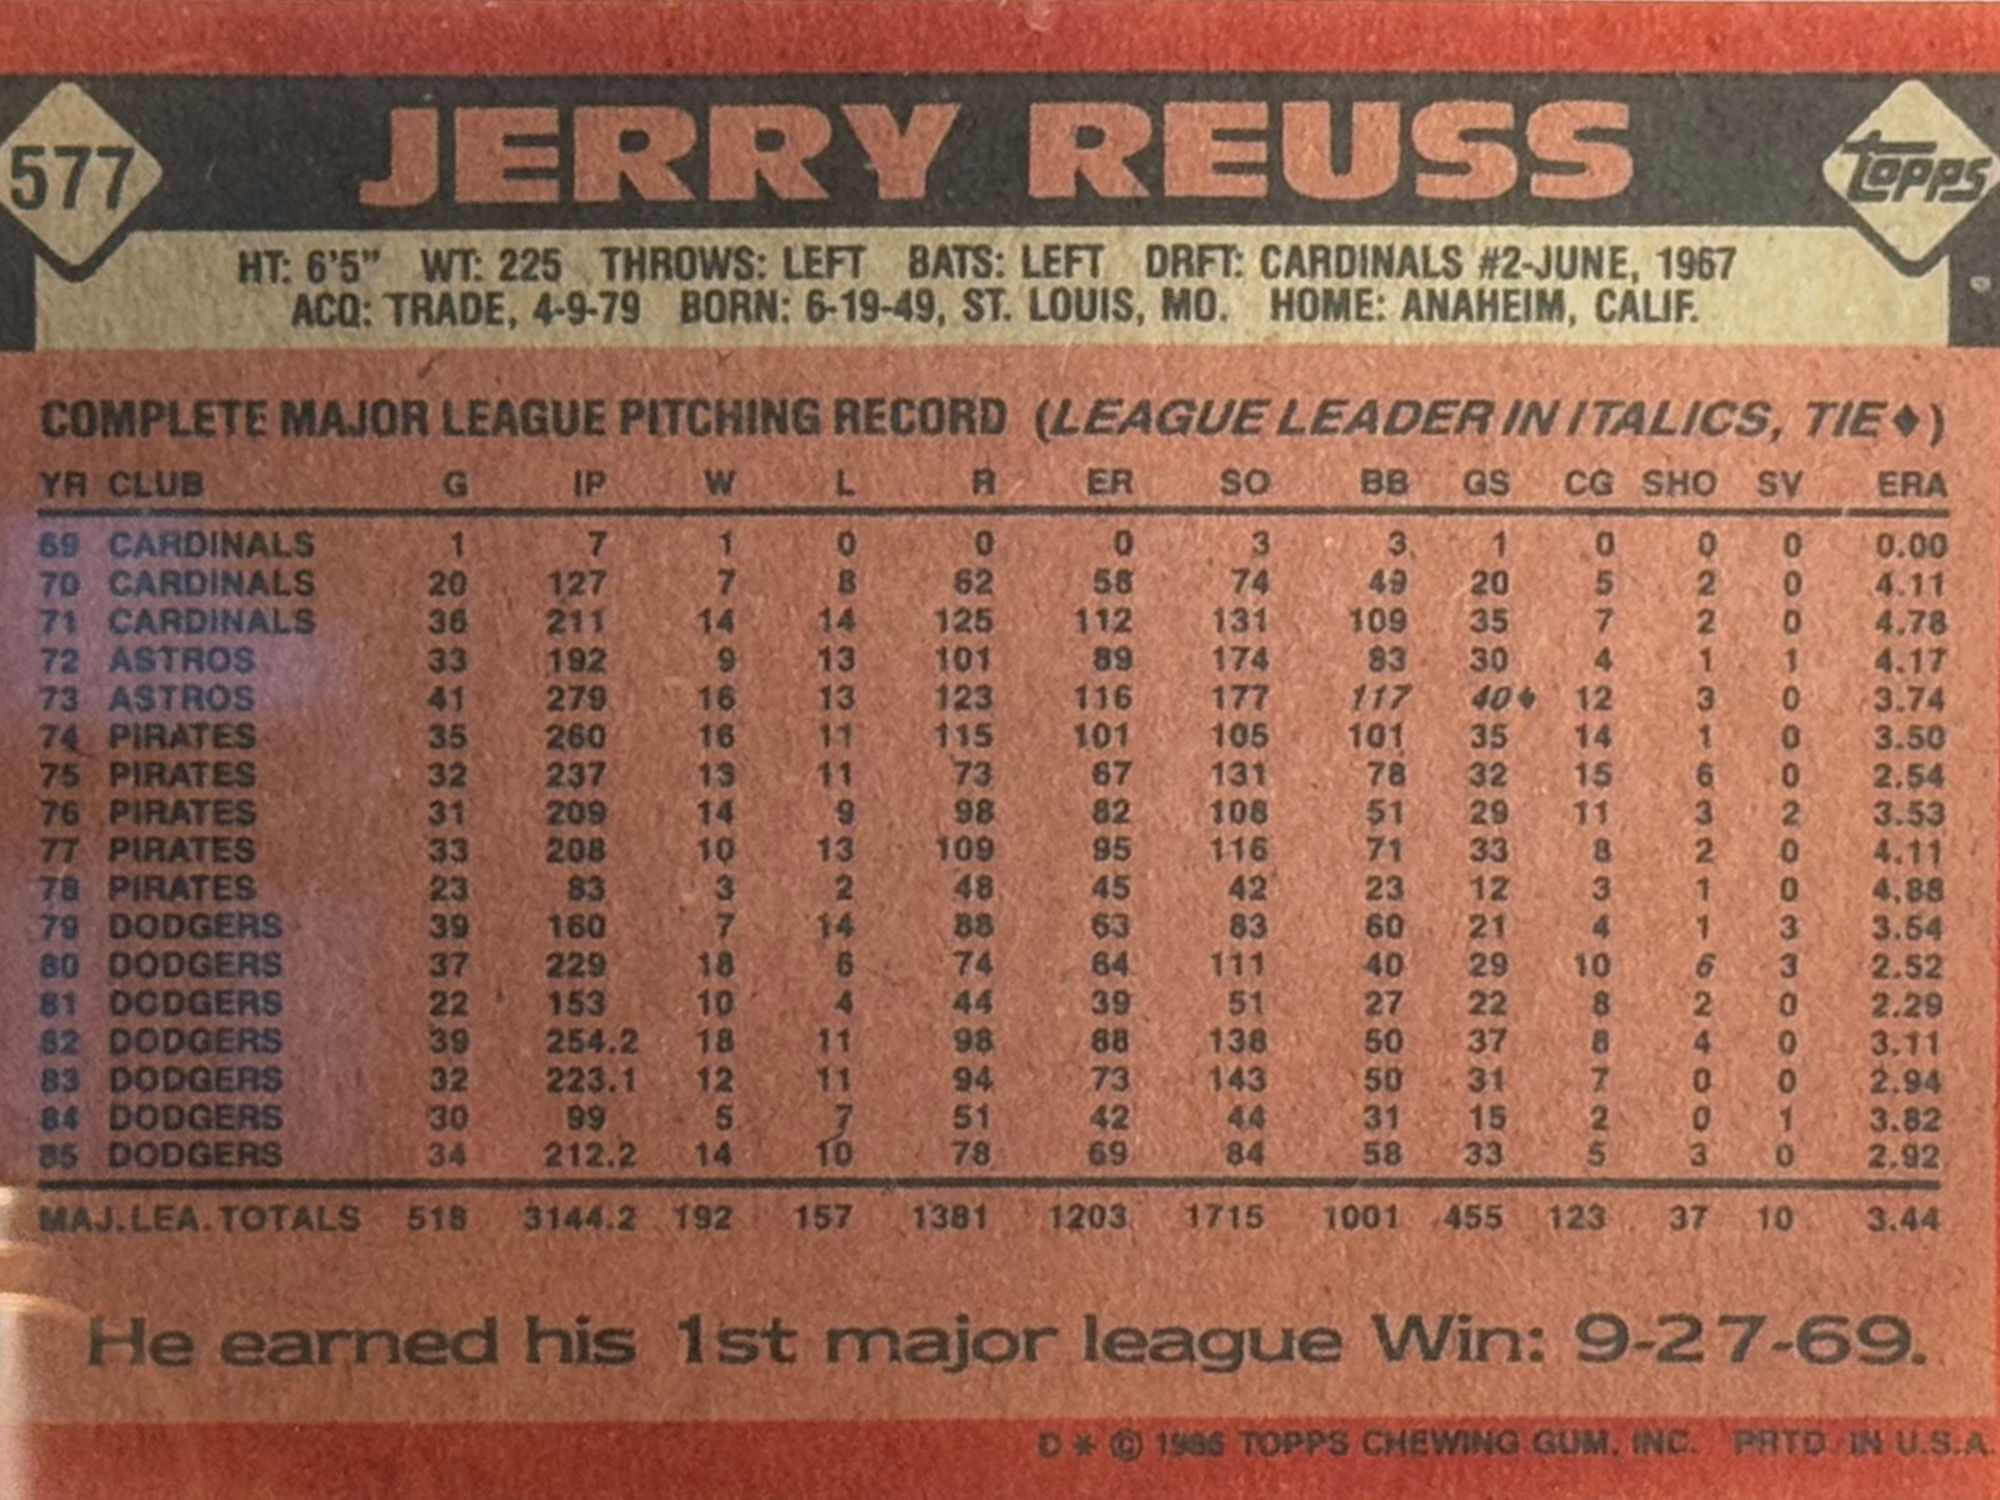 577 JERRY REUSS TOPPS
HT: 6'5" WT: 225 THROWS: LEFT BATS: LEFT DRFT: CARDINALS #2-JUNE, 1967
ACQ: TRADE, 4-9-79 BORN: 6-19-49, ST. LOUIS, MO. HOME: ANAHEIM, CALIF.
COMPLETE MAJOR LEAGUE PITCHING RECORD (LEAGUE LEADER IN ITALICS, TIE♦)
YR CLUB G IP W L R ER SO BB GS CG SHO SV ERA
69 CARDINALS 1 7 1 0 0 0 3 3 1 0 0 0 0.00
70 CARDINALS 20 127 7 8 62 58 74 49 20 5 2 0 4.11
71 CARDINALS 36 211 14 14 125 112 131 109 35 7 2 0 4.78
72 ASTROS 33 192 9 13 101 89 174 83 30 4 1 1 4.17
73 ASTROS 41 279 16 13 123 116 177 117 40♦ 12 3 0 3.74
74 PIRATES 35 260 16 11 115 101 105 101 35 14 1 0 3.50
75 PIRATES 32 237 13 11 73 67 131 78 32 15 6 0 2.54
76 PIRATES 31 209 14 9 98 82 108 51 29 11 3 2 3.53
77 PIRATES 33 208 10 13 109 95 116 71 33 8 2 0 4.11
78 PIRATES 23 83 3 2 48 45 42 23 12 3 1 0 4.88
79 DODGERS 39 160 7 14 88 63 83 60 21 4 1 3 3.54
80 DODGERS 37 229 18 6 74 64 111 40 29 10 6 3 2.52
81 DODGERS 22 153 10 4 44 39 51 27 22 8 2 0 2.29
82 DODGERS 39 254.2 18 11 98 88 138 50 37 8 4 0 3.11
83 DODGERS 32 223.1 12 11 94 73 143 50 31 7 0 0 2.94
84 DODGERS 30 99 5 7 51 42 44 31 15 2 0 1 3.82
85 DODGERS 34 212.2 14 10 78 69 84 58 33 5 3 0 2.92
MAJ.LEA.TOTALS 518 3144.2 192 157 1381 1203 1715 1001 455 123 37 10 3.44
He earned his 1st major league Win: 9-27-69.
D * © 1986 TOPPS CHEWING GUM, INC. PRTD. IN U.S.A.